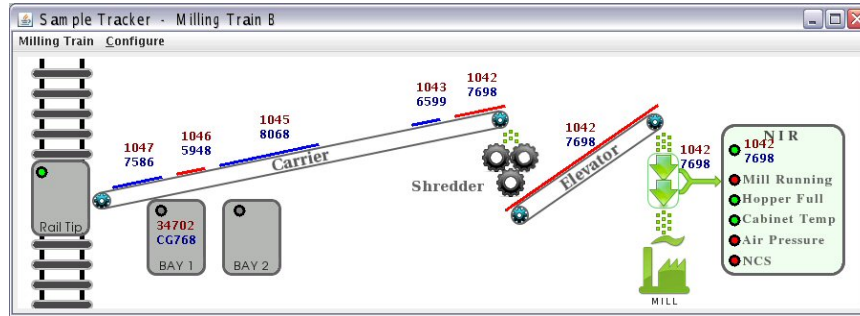 Sample Tracker - Milling Train B
Milling Train Configure
1047
7586
1046
5948
1045
8068
1043
6599
1042
7698
Carrier
Shredder
1042
7698
Elevator
1042
7698
NIR
1042
7698
Mill Running
Hopper Full
Cabinet Temp
Air Pressure
NCS
Rail Tip
34702
CG768
BAY 1
BAY 2
MILL